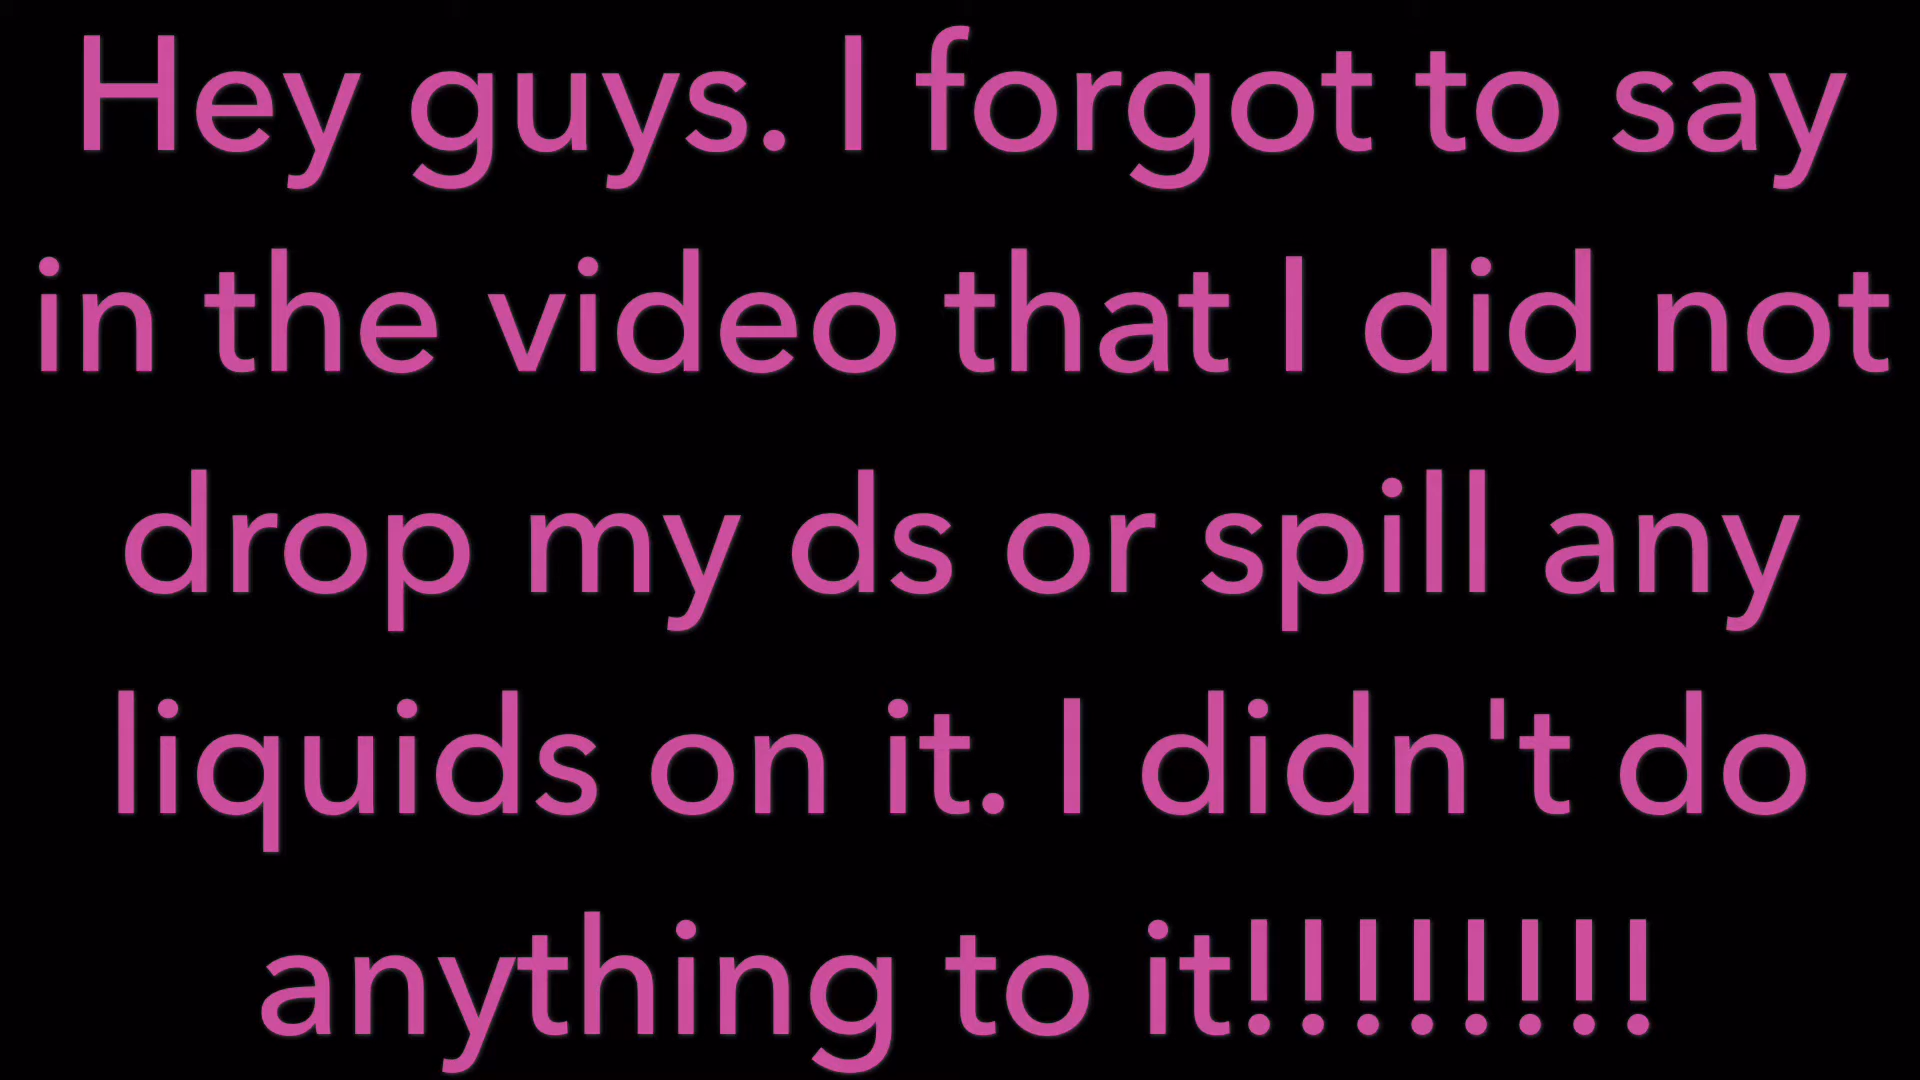 Hey guys. I forgot to say
in the video that I did not
drop my ds or spill any
liquids on it. I didn't do
anything to it!!!!!!!!